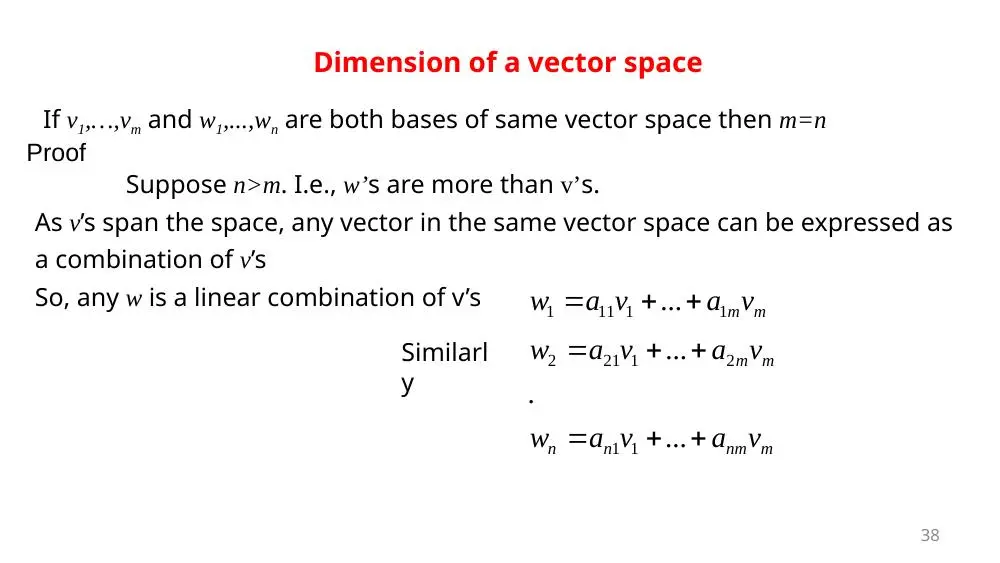 Dimension of a vector space
If v₁,…,vₘ and w₁,...,wₙ are both bases of same vector space then m=n
Proof
Suppose n>m. I.e., w’s are more than v’s.
As v’s span the space, any vector in the same vector space can be expressed as
a combination of v’s
So, any w is a linear combination of v’s
w₁ =a₁₁v₁ +...+a₁ₘvₘ
Similarl
y
w₂ =a₂₁v₁ +...+a₂ₘvₘ
.
wₙ =aₙ₁v₁ +...+aₙₘvₘ
38